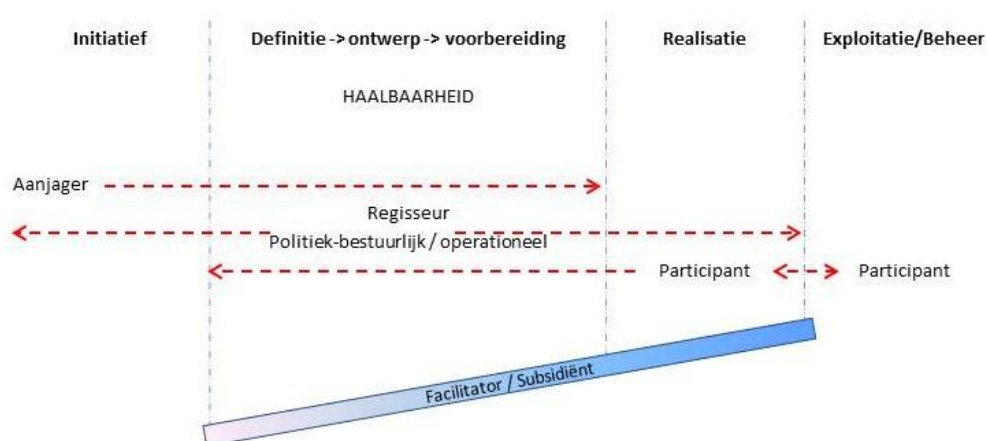 Initiatief
Definitie -> ontwerp -> voorbereiding
Realisatie
Exploitatie/Beheer
HAALBAARHEID
Aanjager
Regisseur
Politiek-bestuurlijk / operationeel
Participant
Participant
Facilitator / Subsidiënt